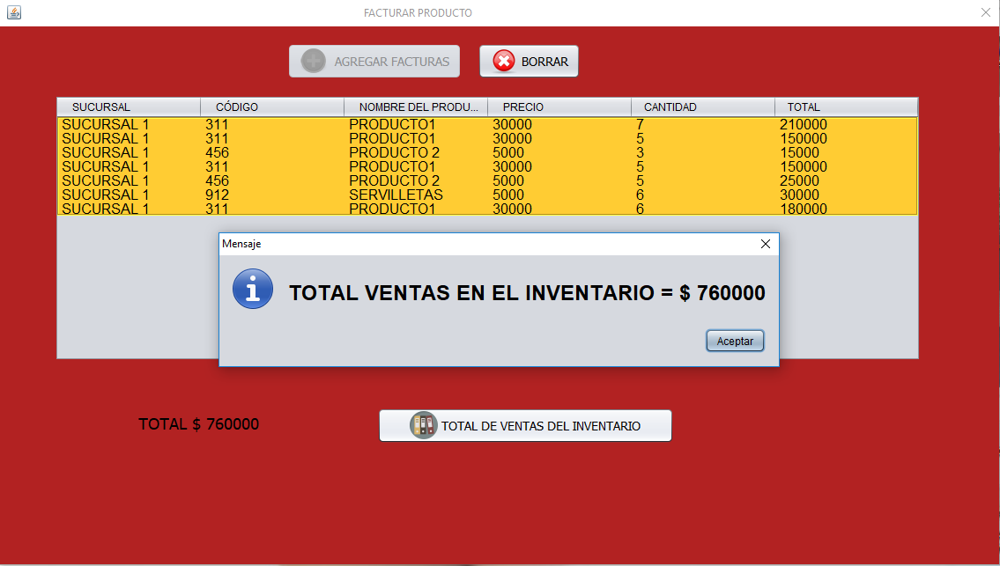 FACTURAR PRODUCTO
AGREGAR FACTURAS BORRAR
SUCURSAL CÓDIGO NOMBRE DEL PRODU... PRECIO CANTIDAD TOTAL
SUCURSAL 1 311 PRODUCTO1 30000 7 210000
SUCURSAL 1 311 PRODUCTO1 30000 5 150000
SUCURSAL 1 456 PRODUCTO 2 5000 3 15000
SUCURSAL 1 311 PRODUCTO1 30000 5 150000
SUCURSAL 1 456 PRODUCTO 2 5000 5 25000
SUCURSAL 1 912 SERVILLETAS 5000 6 30000
SUCURSAL 1 311 PRODUCTO1 30000 6 180000
Mensaje
TOTAL VENTAS EN EL INVENTARIO = $ 760000
Aceptar
TOTAL $ 760000 TOTAL DE VENTAS DEL INVENTARIO